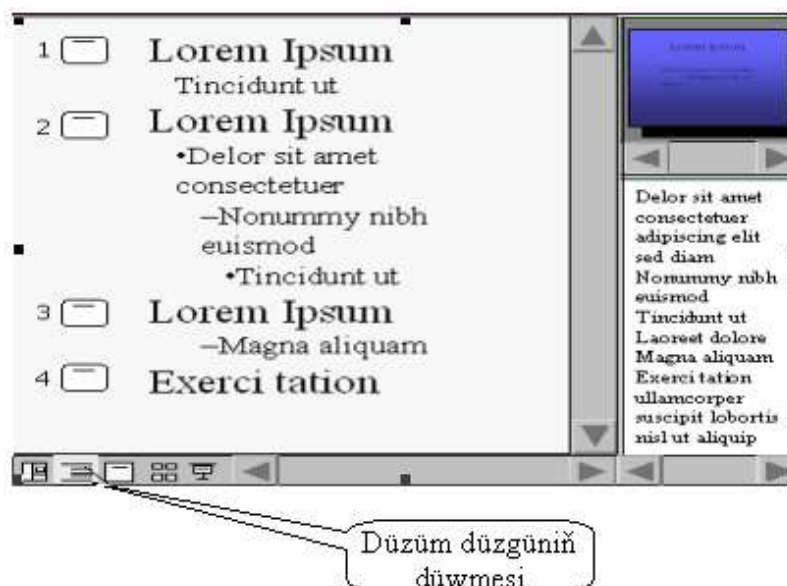 1 Lorem Ipsum
Tincidunt ut
2 Lorem Ipsum
•Delor sit amet
consectetuer
–Nonummy nibh
euismod
•Tincidunt ut
3 Lorem Ipsum
–Magna aliquam
4 Exerci tation
Delor sit amet
consectetuer
adipiscing elit
sed diam
Nonummy nibh
euismod
Tincidunt ut
Laoreet dolore
Magna aliquam
Exerci tation
ullamcorper
suscipit lobortis
nisl ut aliquip
Düzüm düzgüniň
düwmesi